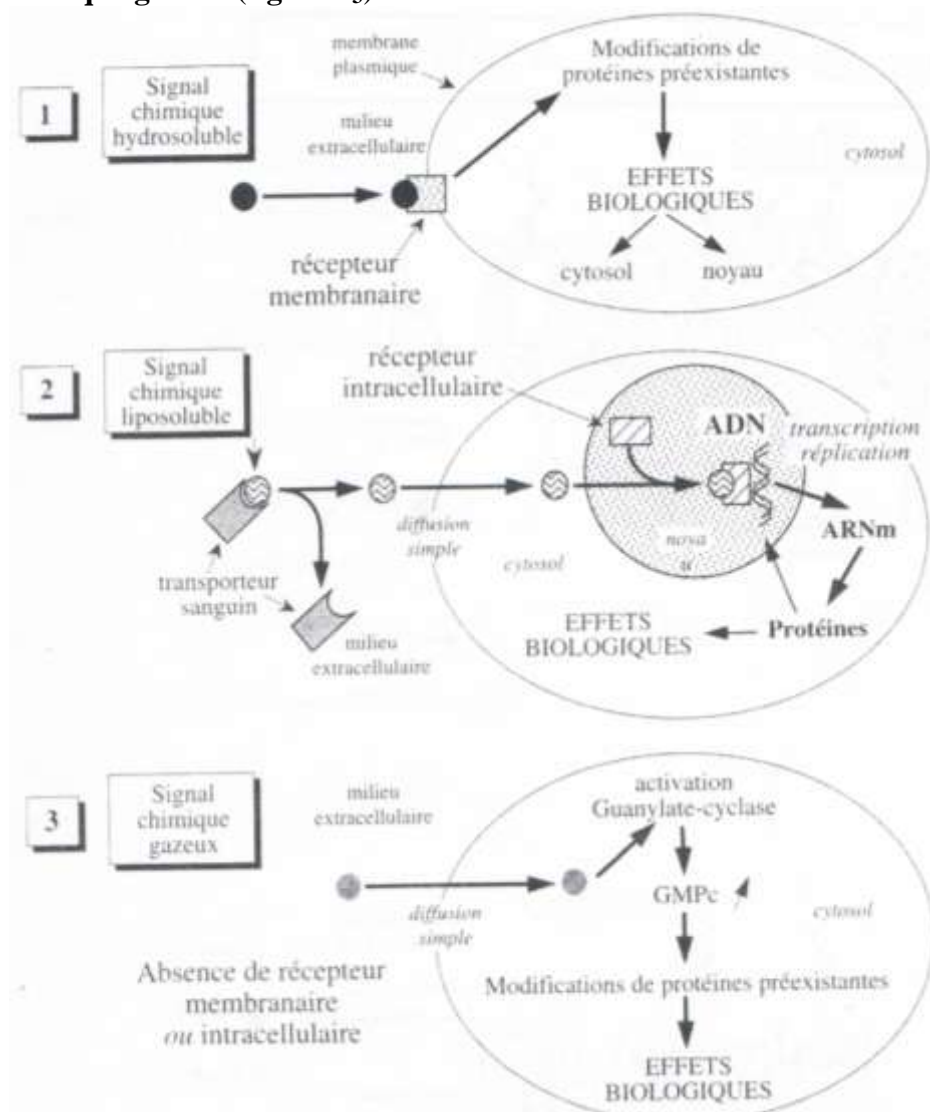 1
Signal
chimique
hydrosoluble
membrane
plasmique
milieu
extracellulaire
Modifications de
protéines préexistantes
cytosol
EFFETS
BIOLOGIQUES
cytosol
noyau
récepteur
membranaire
2
Signal
chimique
liposoluble
récepteur
intracellulaire
ADN
transcription
réplication
diffusion
simple
cytosol
noya
u
ARNm
transporteur
sanguin
milieu
extracellulaire
EFFETS
BIOLOGIQUES
Protéines
3
Signal
chimique
gazeux
milieu
extracellulaire
activation
Guanylate-cyclase
diffusion
simple
GMPc
cytosol
Absence de récepteur
membranaire
ou intracellulaire
Modifications de protéines préexistantes
EFFETS
BIOLOGIQUES